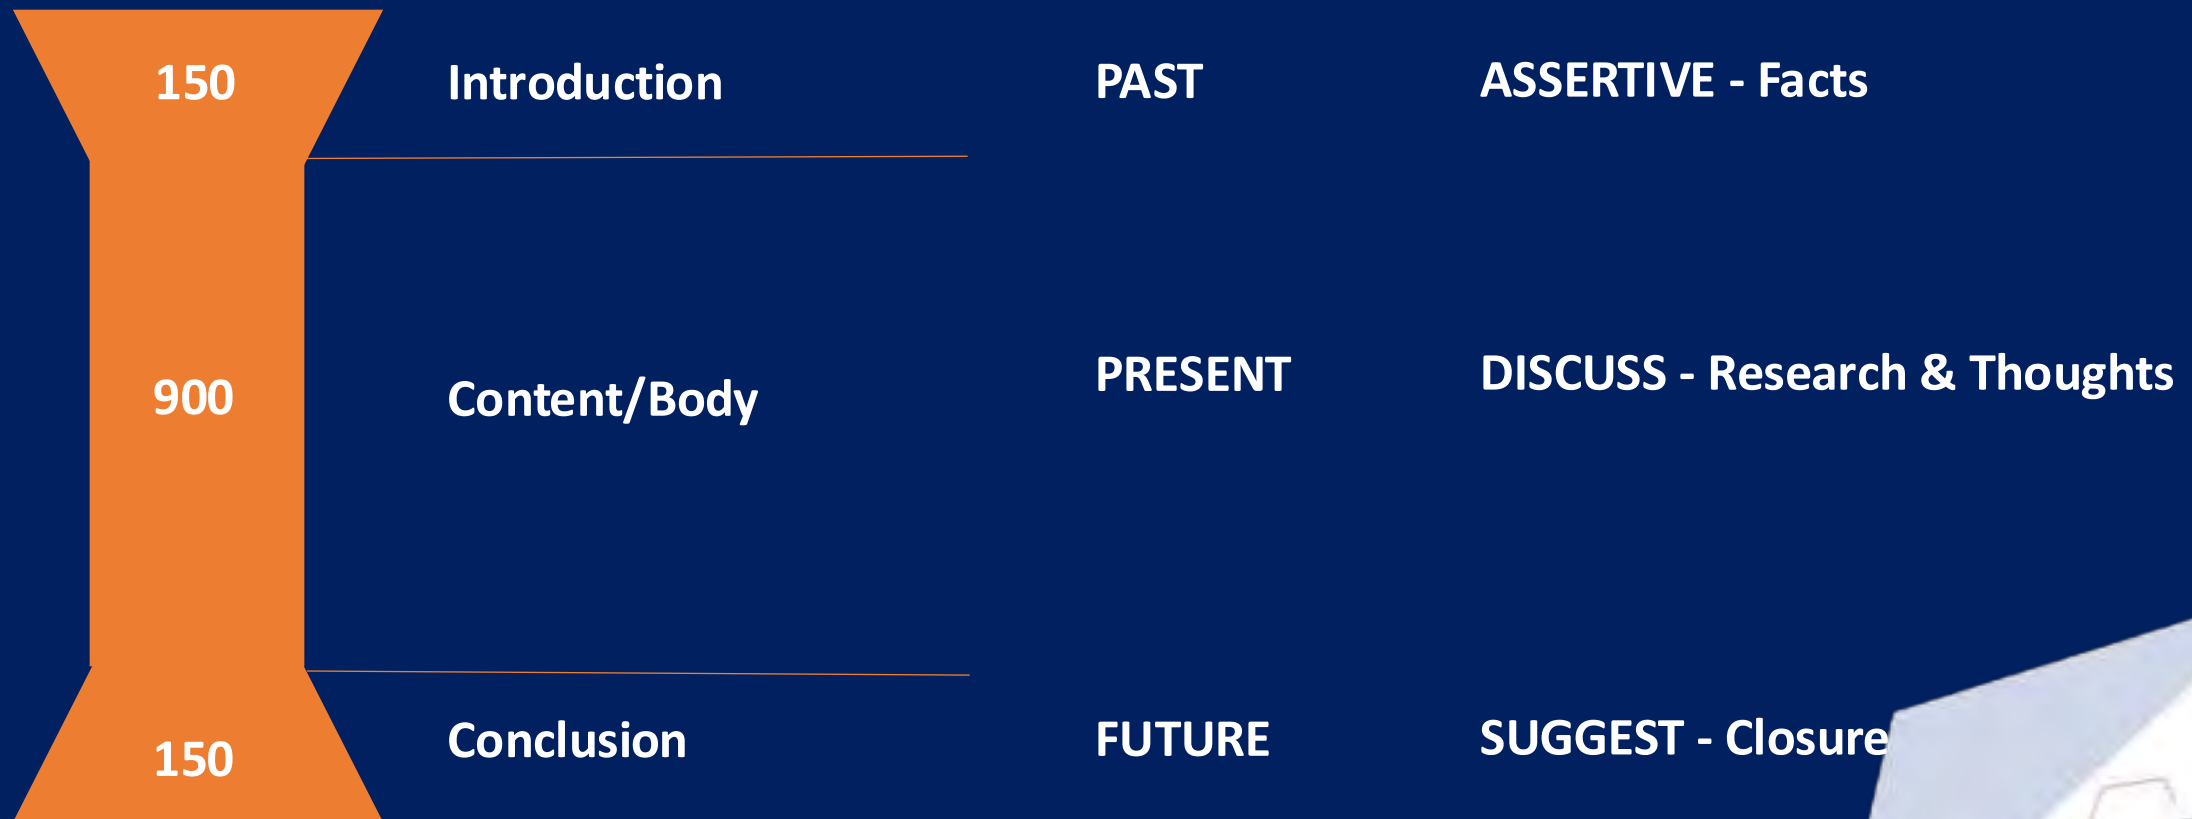 150 Introduction PAST ASSERTIVE - Facts
900 Content/Body PRESENT DISCUSS - Research & Thoughts
150 Conclusion FUTURE SUGGEST - Closure